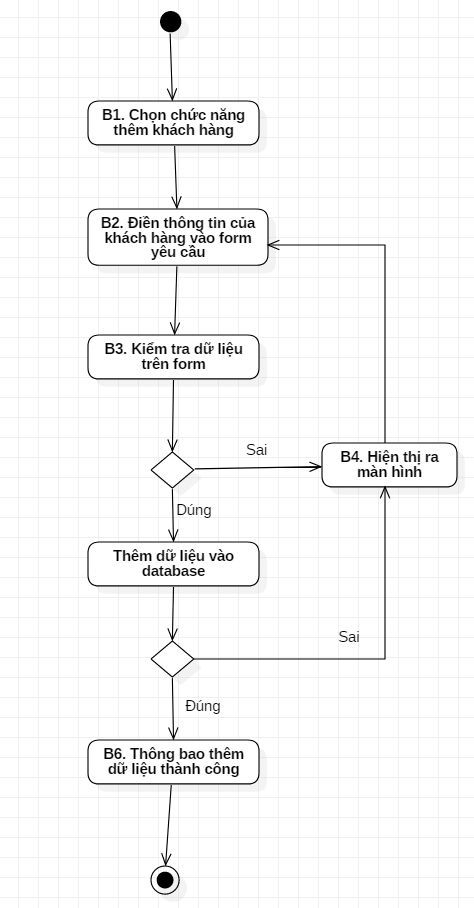 B1. Chọn chức năng
thêm khách hàng
B2. Điền thông tin của
khách hàng vào form
yêu cầu
B3. Kiểm tra dữ liệu
trên form
Sai
B4. Hiện thị ra
màn hình
Dúng
Thêm dữ liệu vào
database
Sai
Đúng
B6. Thông bao thêm
dữ liệu thành công